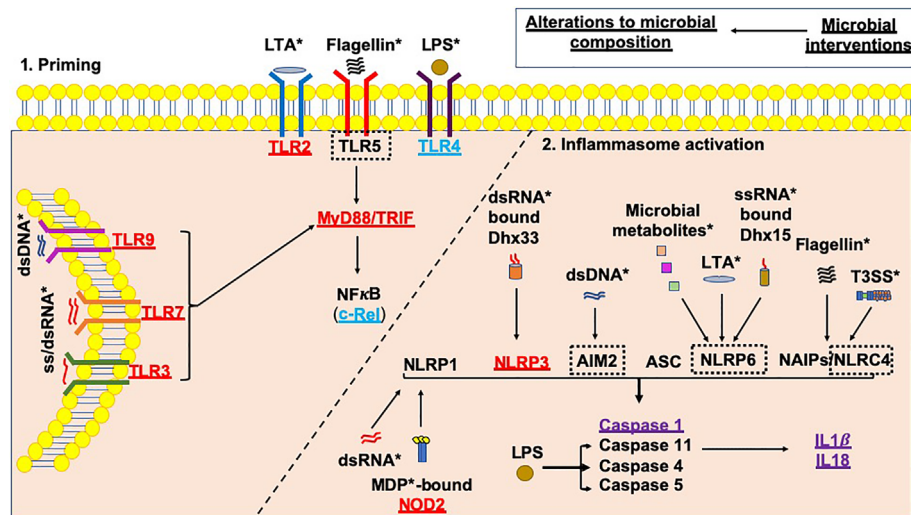 Alterations to microbial
composition
Microbial
interventions
1. Priming
LTA*
Flagellin*
LPS*
TLR2
TLR5
TLR4
2. Inflammasome activation
dsDNA*
TLR9
ss/dsRNA*
TLR7
TLR3
MyD88/TRIF
NFκB
(c-Rel)
dsRNA*
bound
Dhx33
dsDNA*
Microbial
metabolites*
LTA*
ssRNA*
bound
Dhx15
Flagellin*
T3SS*
NLRP1
NLRP3
AIM2
ASC
NLRP6
NAIPs/NLRC4
dsRNA*
MDP*-bound
NOD2
LPS
Caspase 1
Caspase 11
Caspase 4
Caspase 5
IL1β
IL18